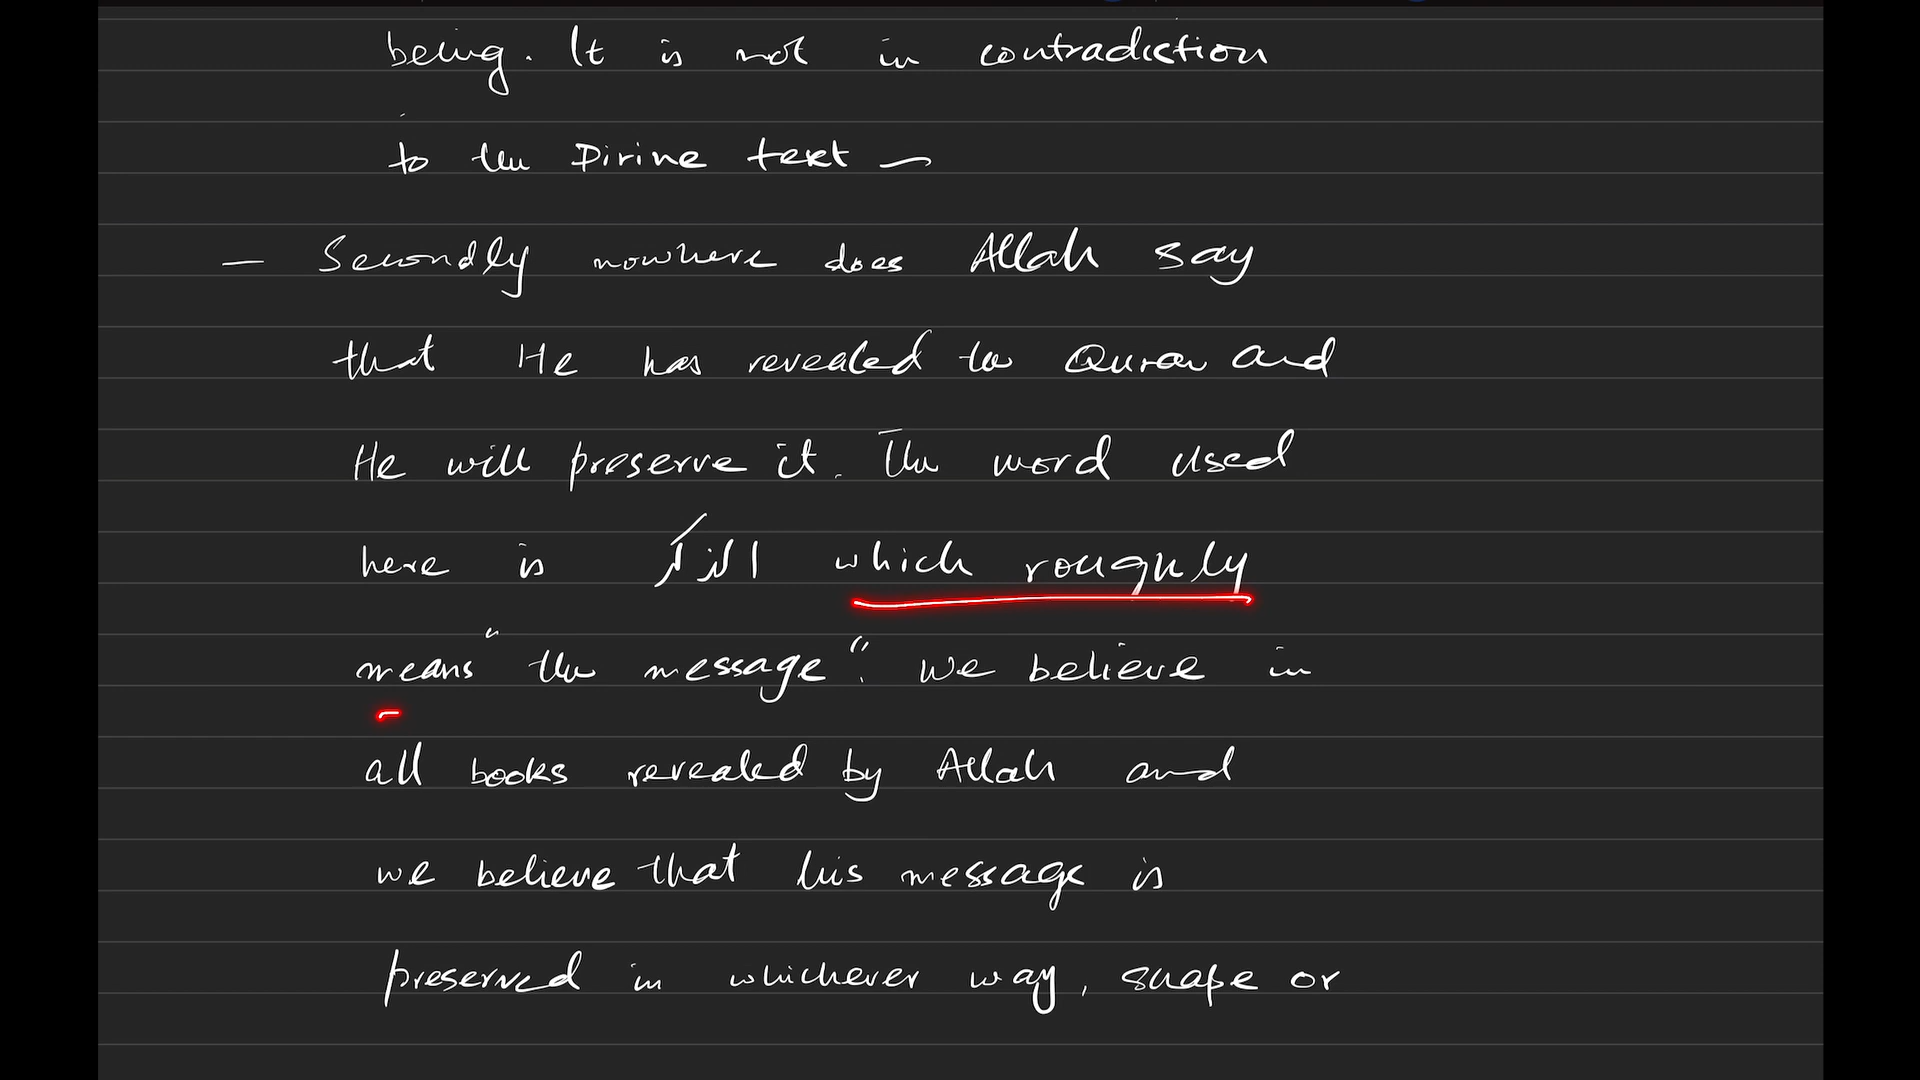 being. It is not in contradiction
to the Divine text —
— Secondly nowhere does Allah say
that He has revealed to Quran and
He will preserve it. The word used
here is الذكر which roughly
means "the message". We believe in
all books revealed by Allah and
we believe that his message is
preserved in whichever way, shape or